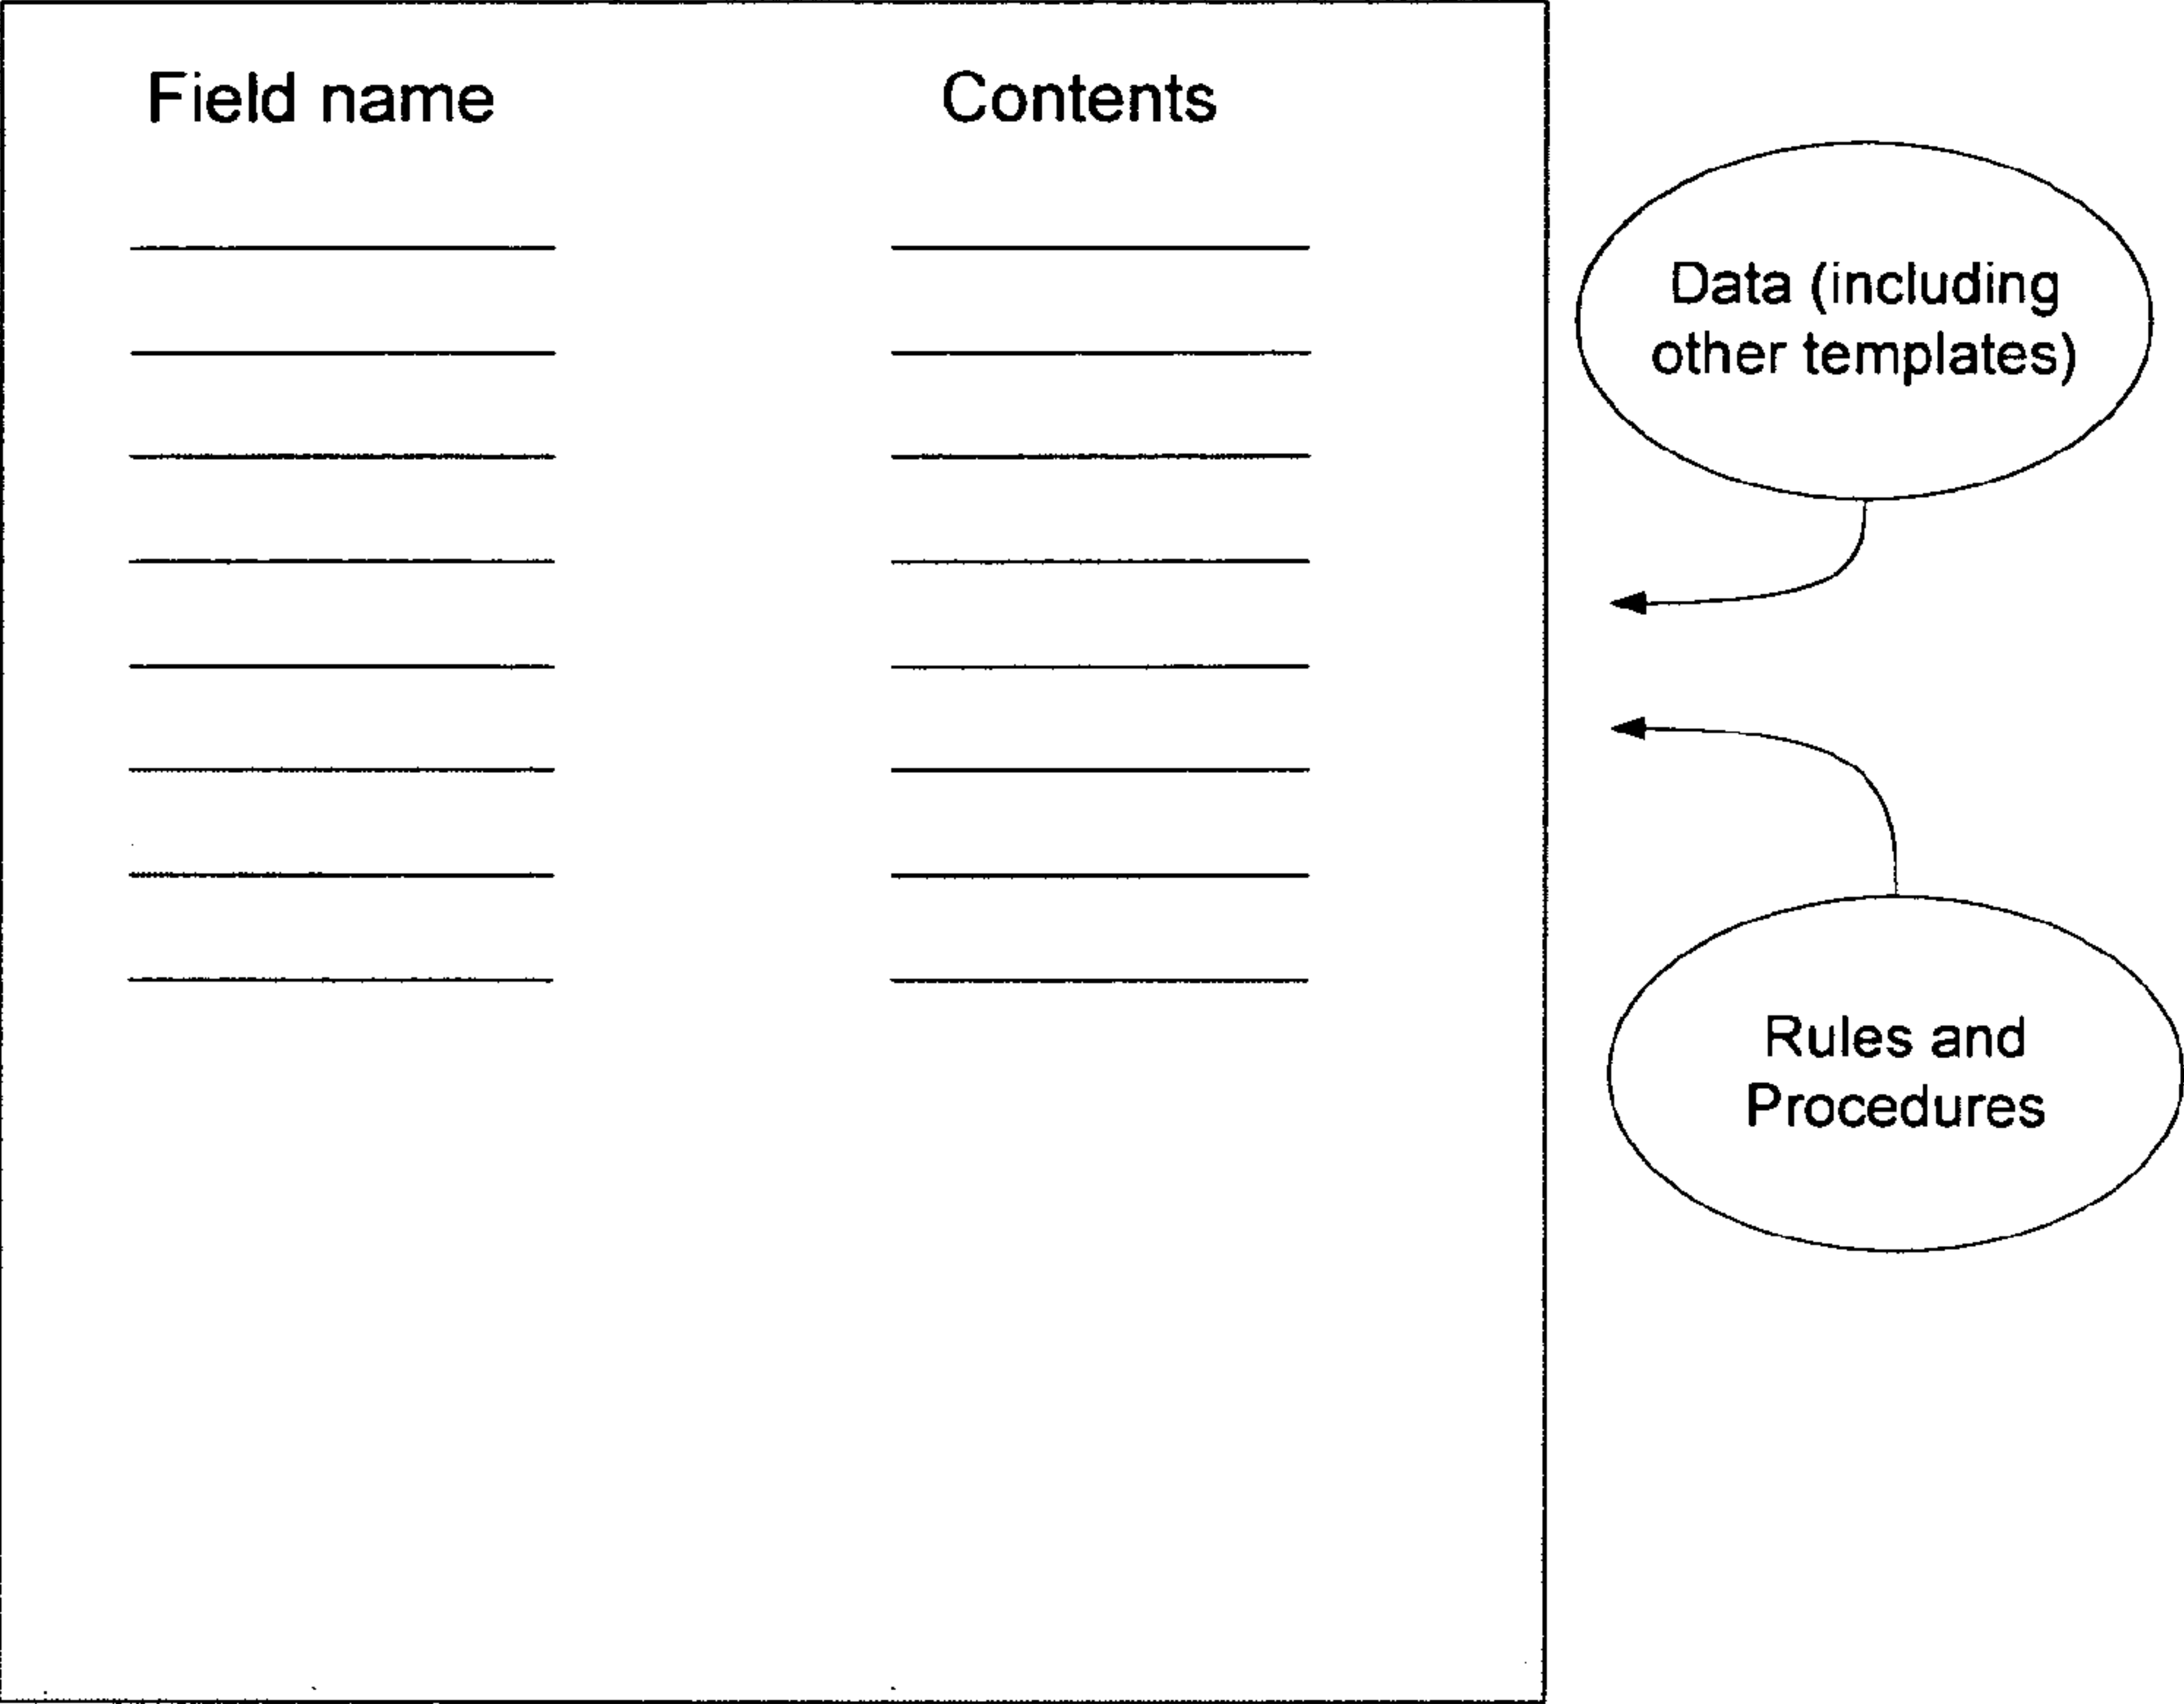 Field name
Contents
Data (including
other templates)
Rules and
Procedures